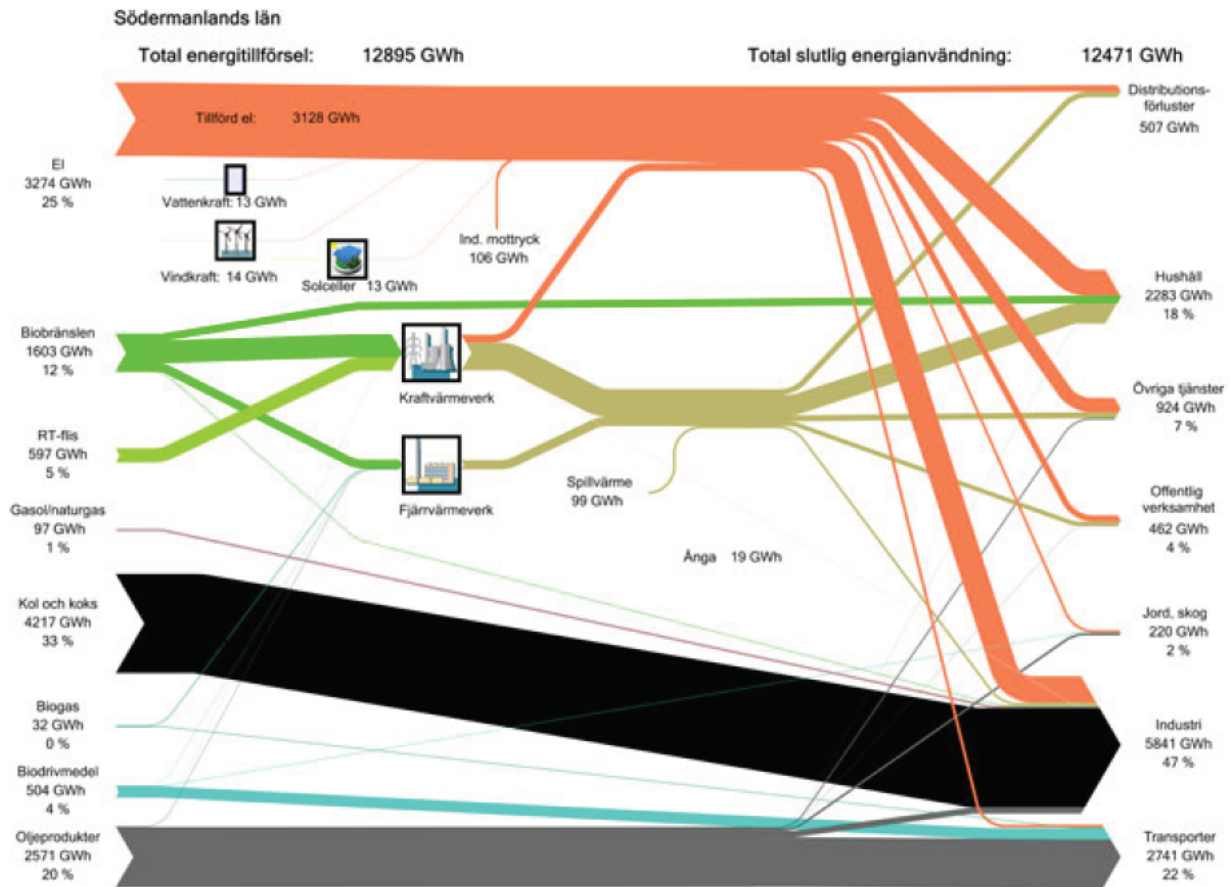 Södermanlands län
Total energitillförsel: 12895 GWh
Total slutlig energianvändning: 12471 GWh
Tillförd el: 3128 GWh
El
3274 GWh
25 %
Vattenkraft: 13 GWh
Vindkraft: 14 GWh
Solceller 13 GWh
Ind. mottryck
106 GWh
Biobränslen
1603 GWh
12 %
Kraftvärmeverk
RT-flis
597 GWh
5 %
Fjärrvärmeverk
Spillvärme
99 GWh
Gasol/naturgas
97 GWh
1 %
Ånga 19 GWh
Kol och koks
4217 GWh
33 %
Biogas
32 GWh
0 %
Biodrivmedel
504 GWh
4 %
Oljeprodukter
2571 GWh
20 %
Distributions-
förluster
507 GWh
Hushåll
2283 GWh
18 %
Övriga tjänster
924 GWh
7 %
Offentlig
verksamhet
462 GWh
4 %
Jord, skog
220 GWh
2 %
Industri
5841 GWh
47 %
Transporter
2741 GWh
22 %